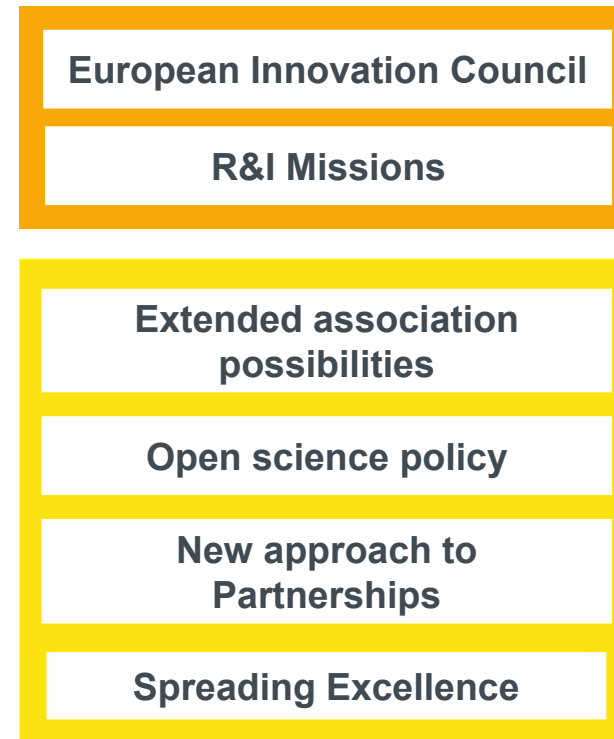 European Innovation Council
R&I Missions
Extended association
possibilities
Open science policy
New approach to
Partnerships
Spreading Excellence